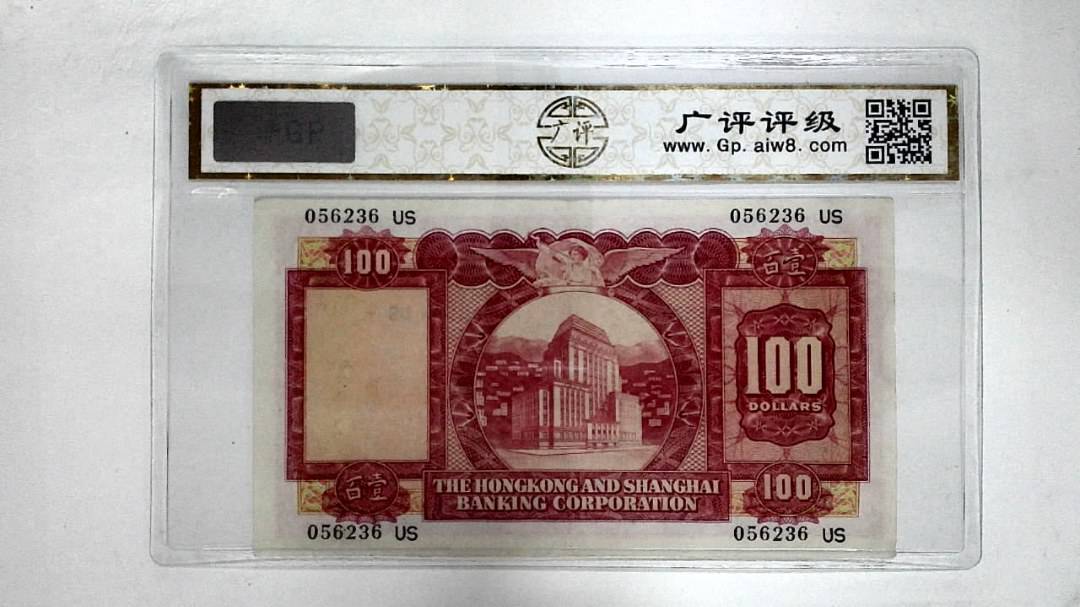 GP
广评
广评评级
www. Gp. aiw8. com
056236 US
056236 US
100
百壹
100
DOLLARS
百壹
THE HONGKONG AND SHANGHAI
BANKING CORPORATION
100
056236 US
056236 US